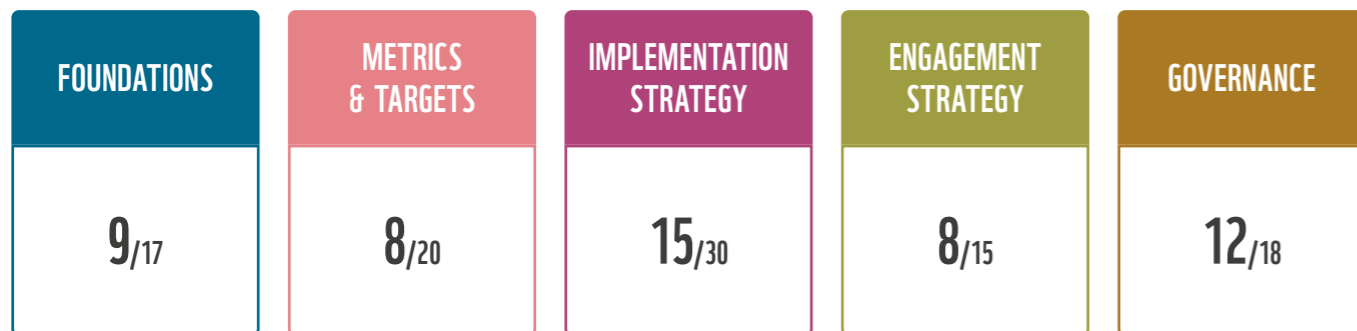 FOUNDATIONS
9/17
METRICS
& TARGETS
8/20
IMPLEMENTATION
STRATEGY
15/30
ENGAGEMENT
STRATEGY
8/15
GOVERNANCE
12/18